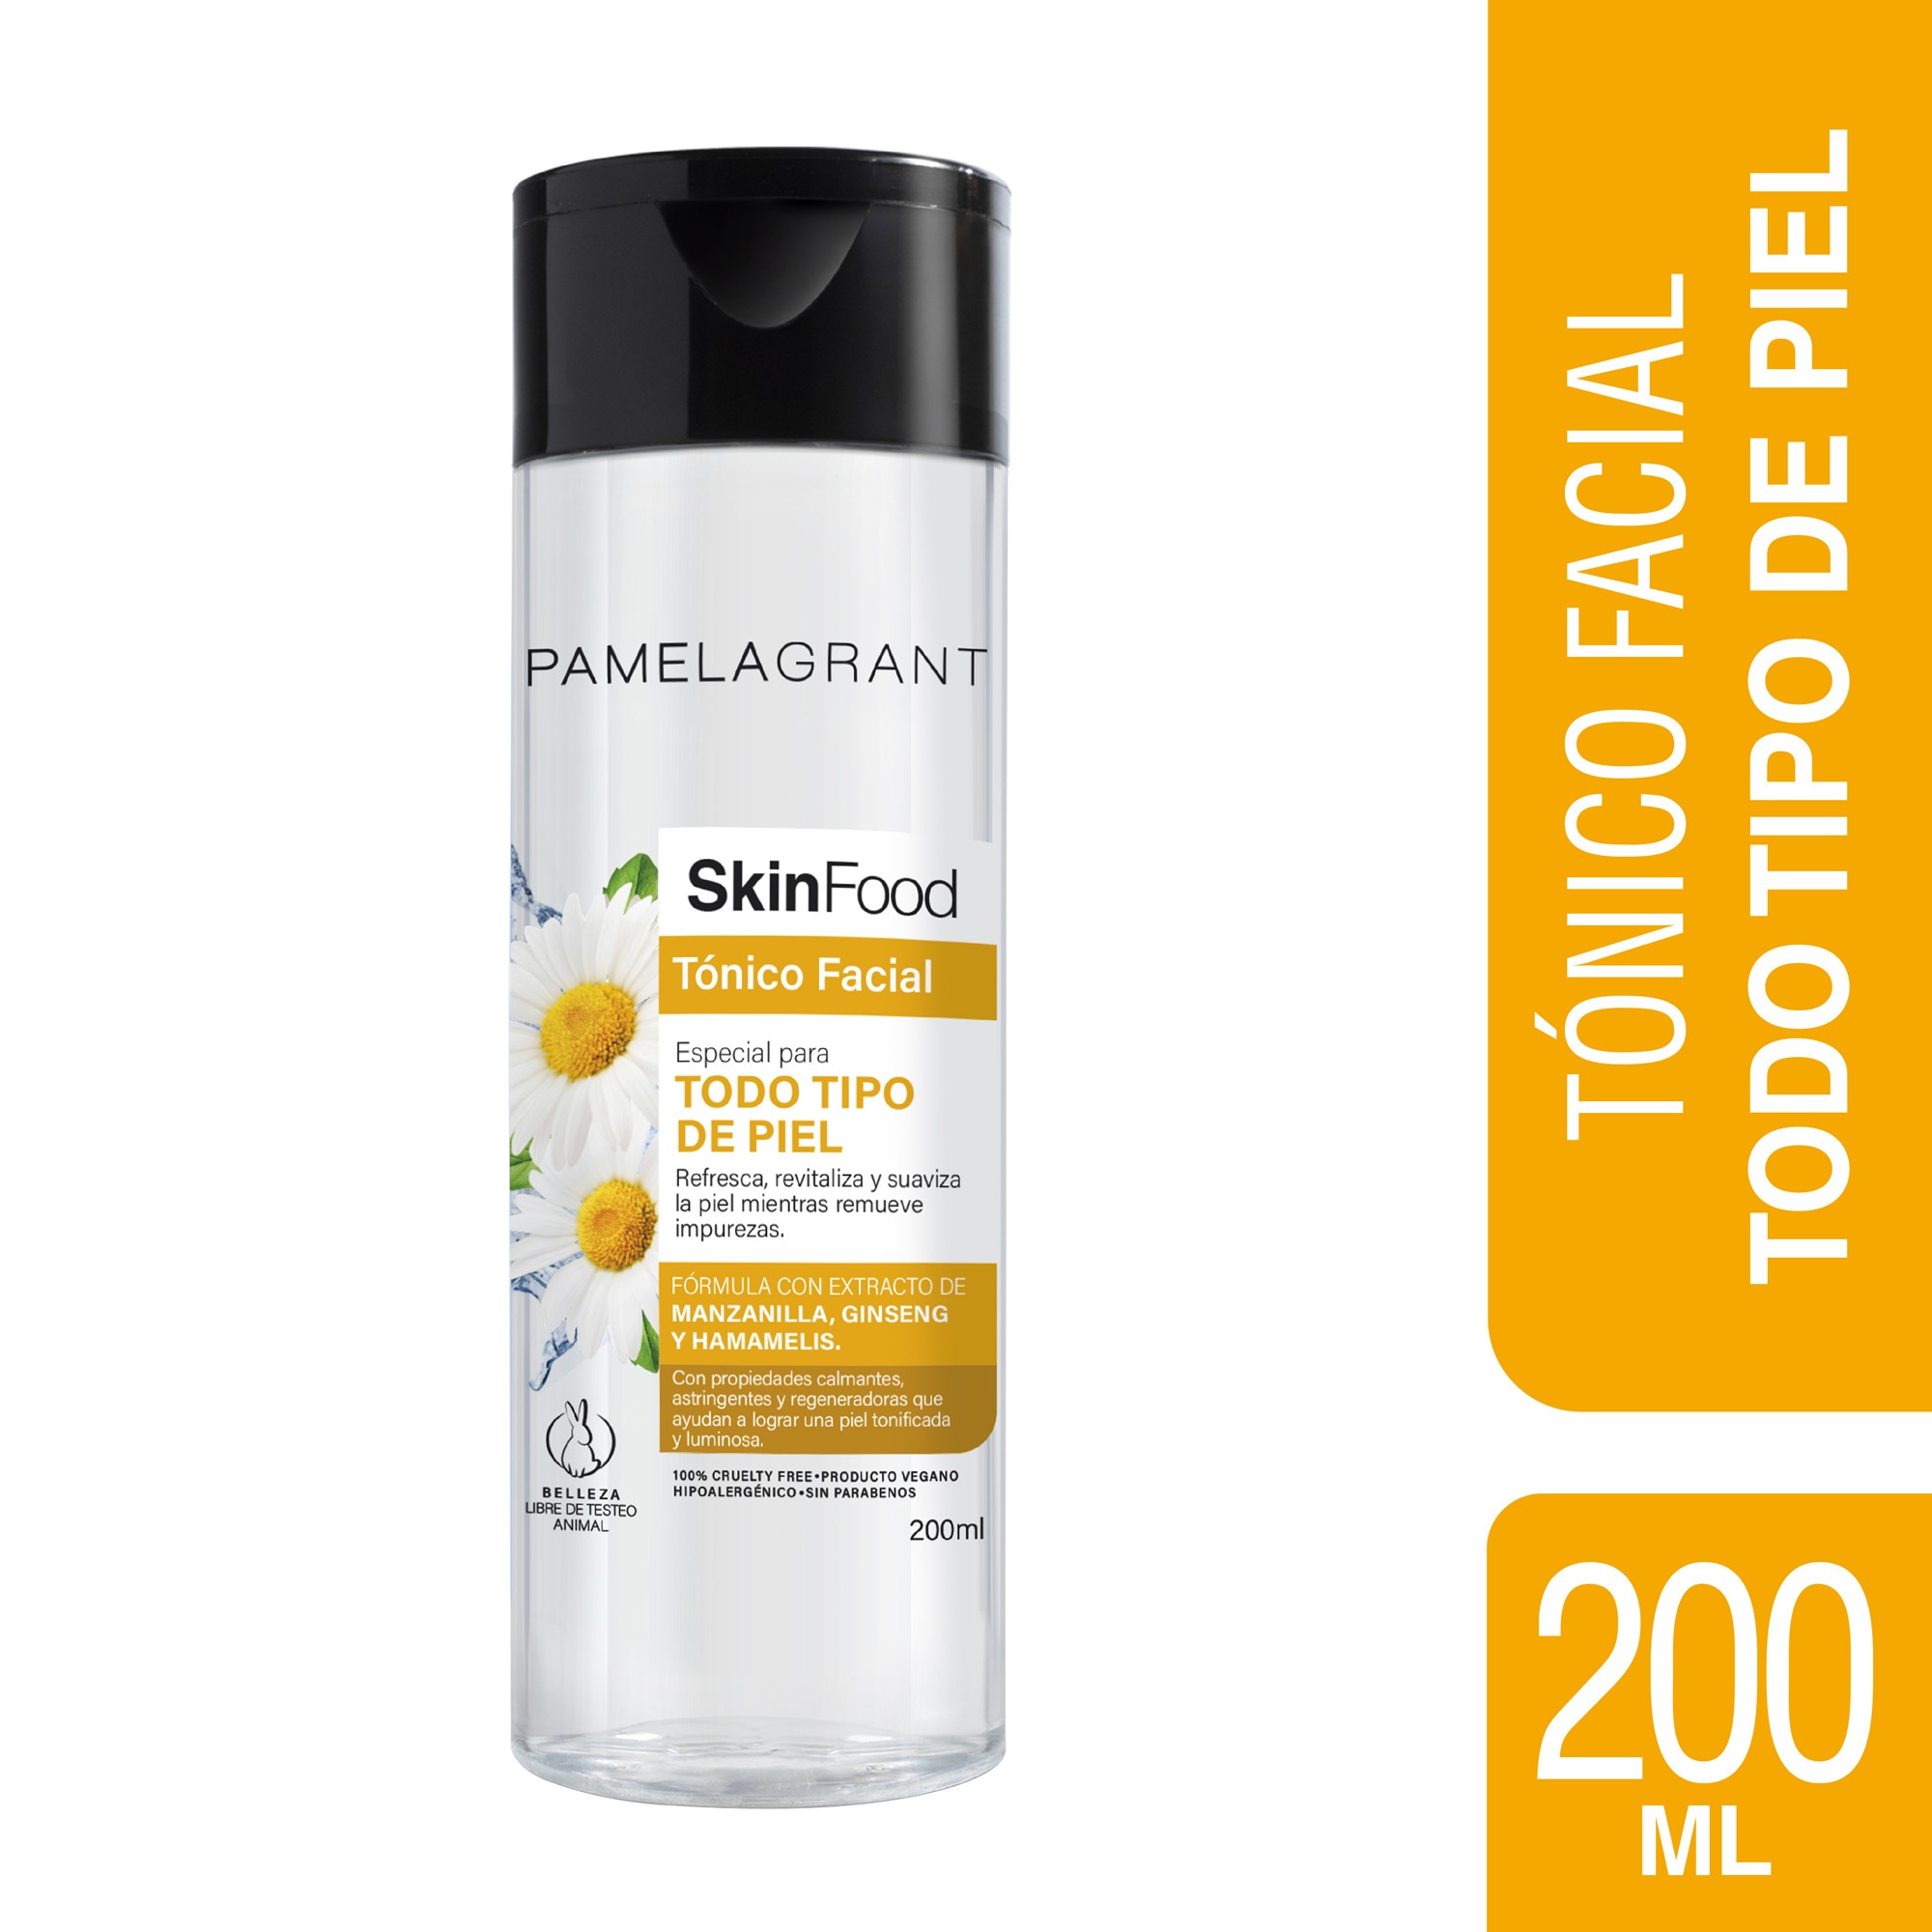 PAMELAGRANT
SkinFood
Tónico Facial
Especial para
TODO TIPO
DE PIEL
Refresca, revitaliza y suaviza
la piel mientras remueve
impurezas.
FÓRMULA CON EXTRACTO DE
MANZANILLA, GINSENG
Y HAMAMELIS.
Con propiedades calmantes,
astringentes y regeneradoras que
ayudan a lograr una piel tonificada
y luminosa.
100% CRUELTY FREE•PRODUCTO VEGANO
HIPOALERGÉNICO•SIN PARABENOS
200ml
BELLEZA
LIBRE DE TESTEO
ANIMAL
TÓNICO FACIAL
TODO TIPO DE PIEL
200
ML